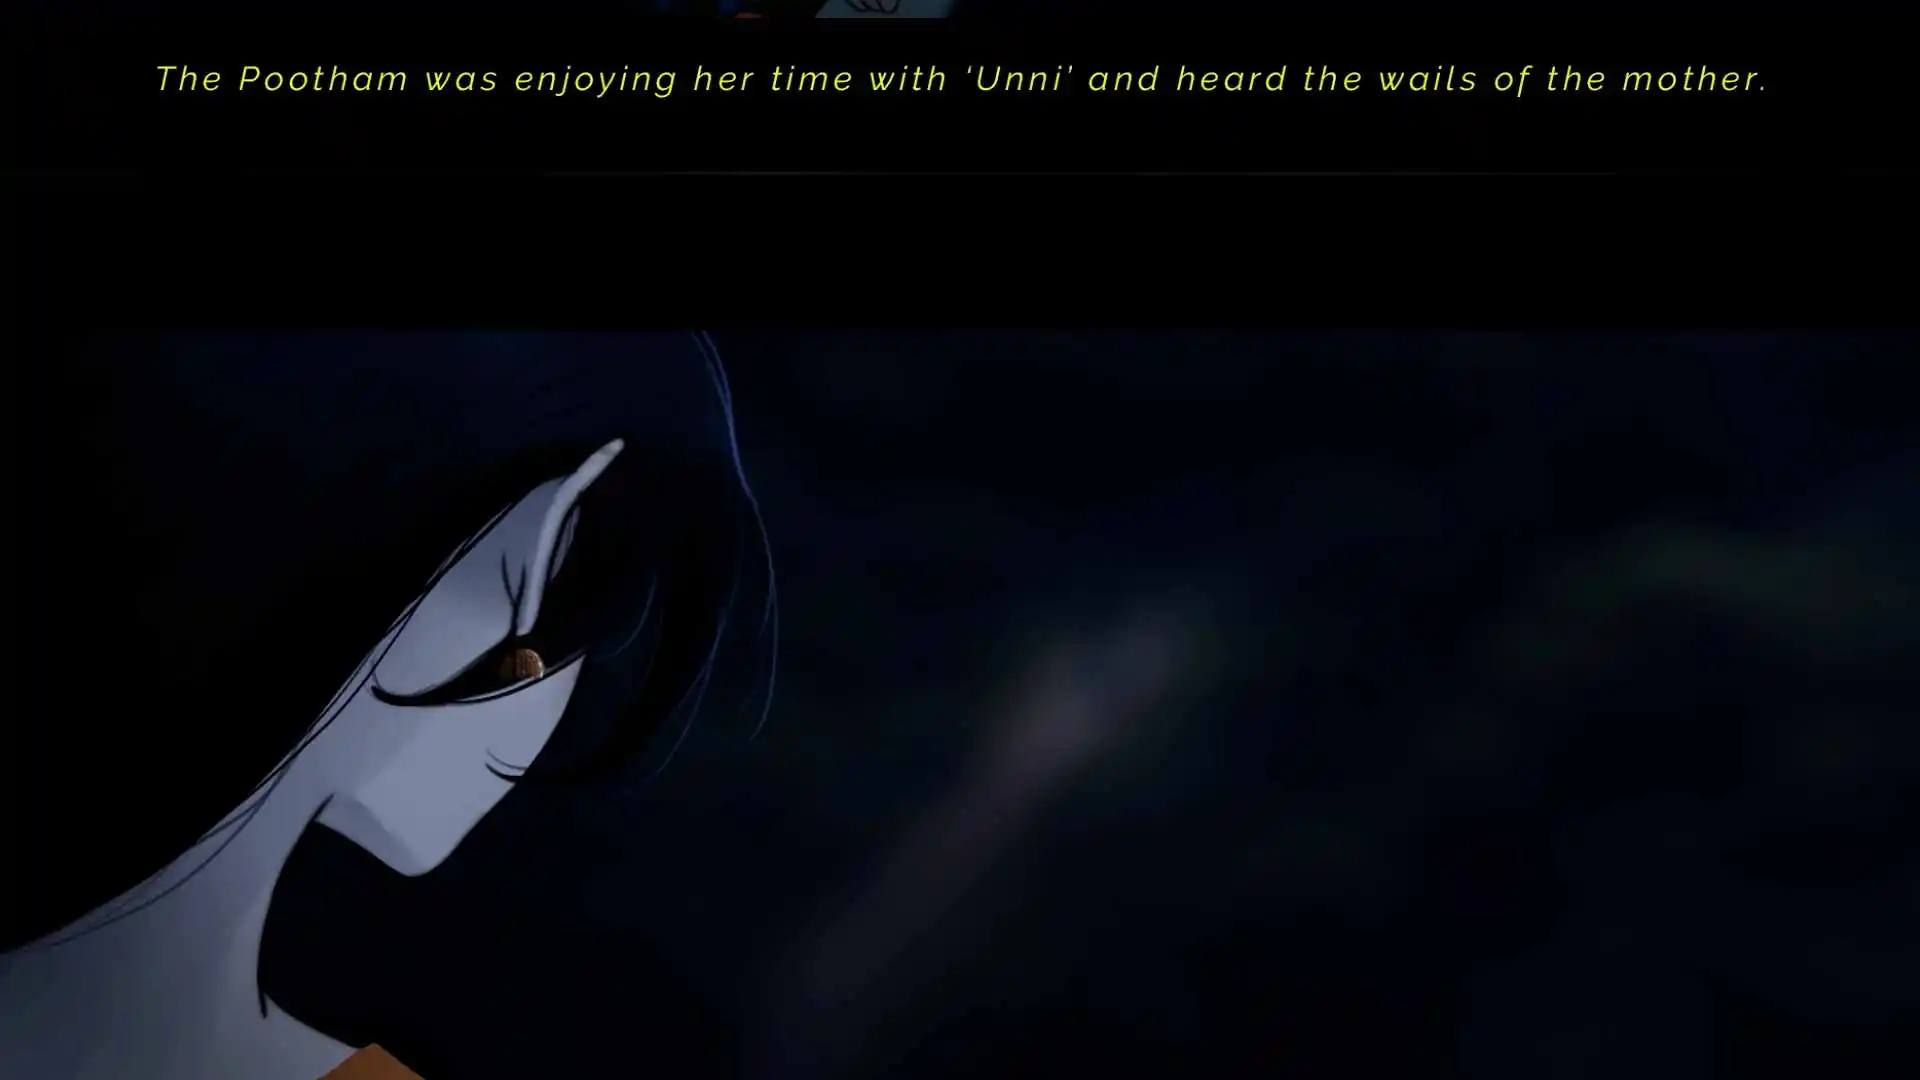 The Pootham was enjoying her time with ‘Unni’ and heard the wails of the mother.